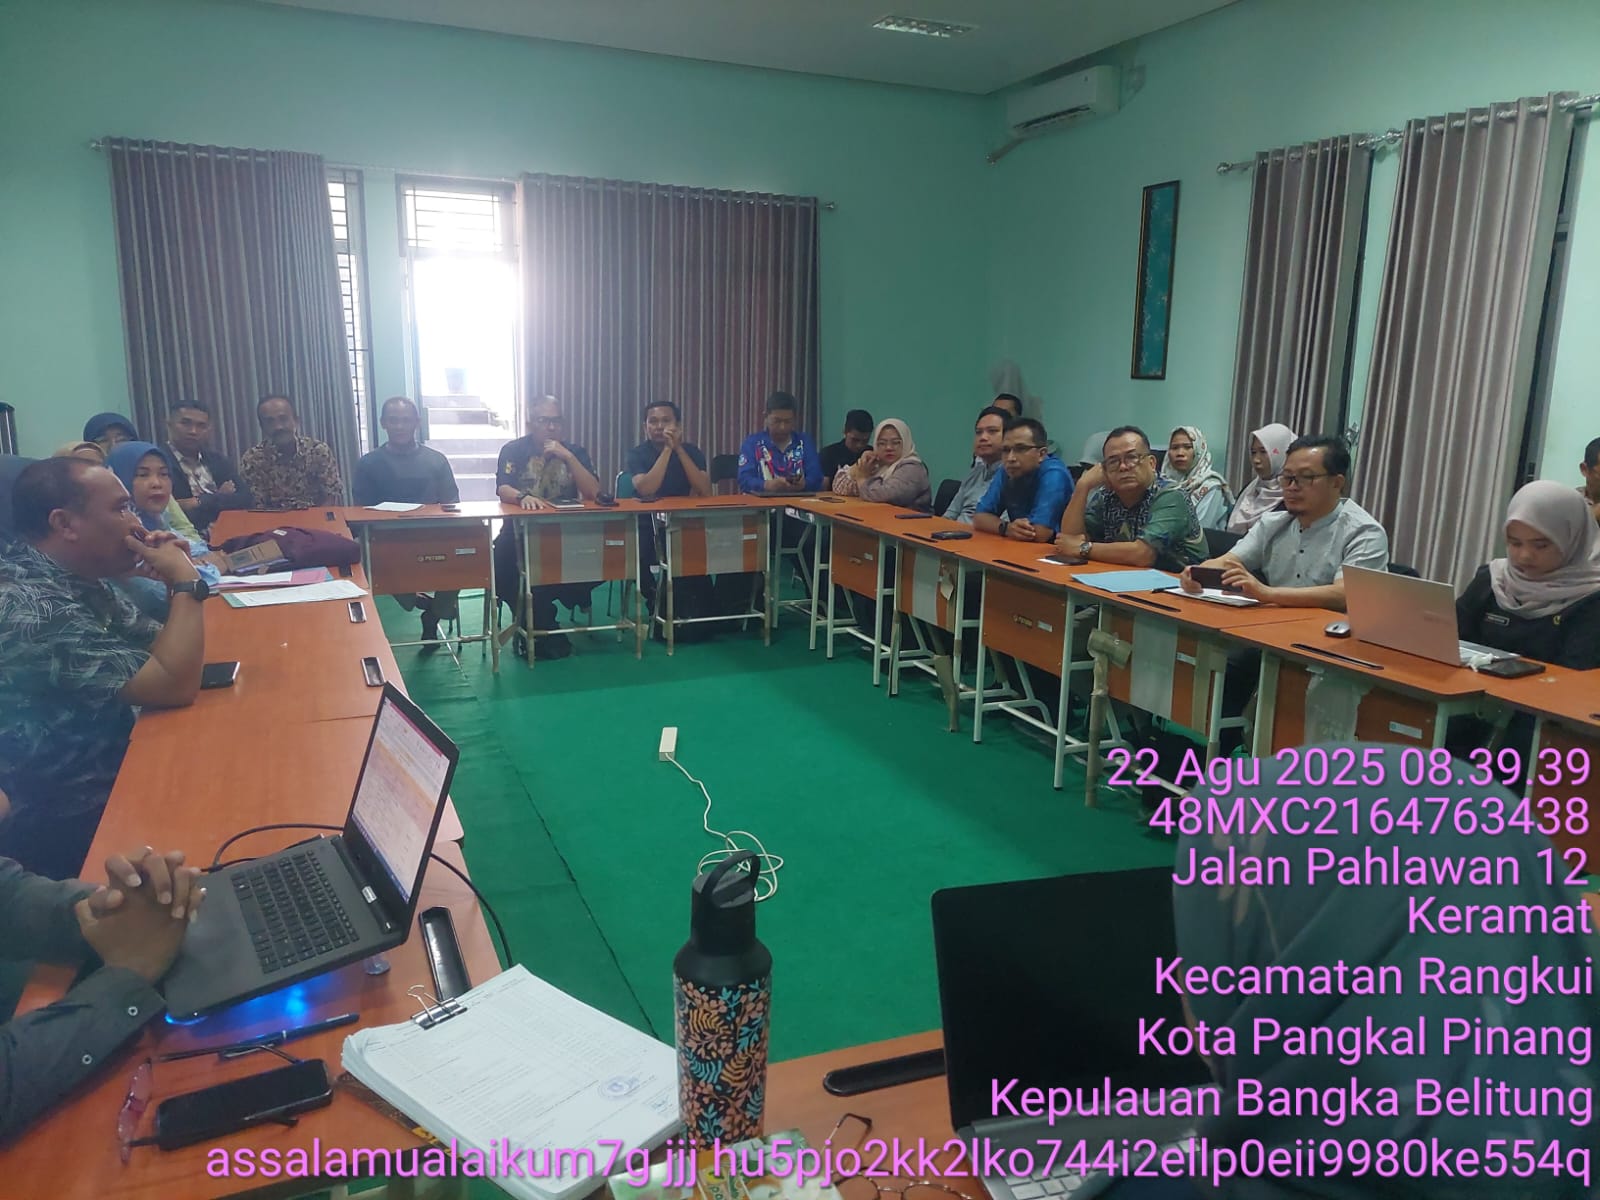 22 Agu 2025 08.39.39
48MXC2164763438
Jalan Pahlawan 12
Keramat
Kecamatan Rangkui
Kota Pangkal Pinang
Kepulauan Bangka Belitung
assalamualaikum7g jjj hu5pjo2kk2lko744i2ellp0eii9980ke554q